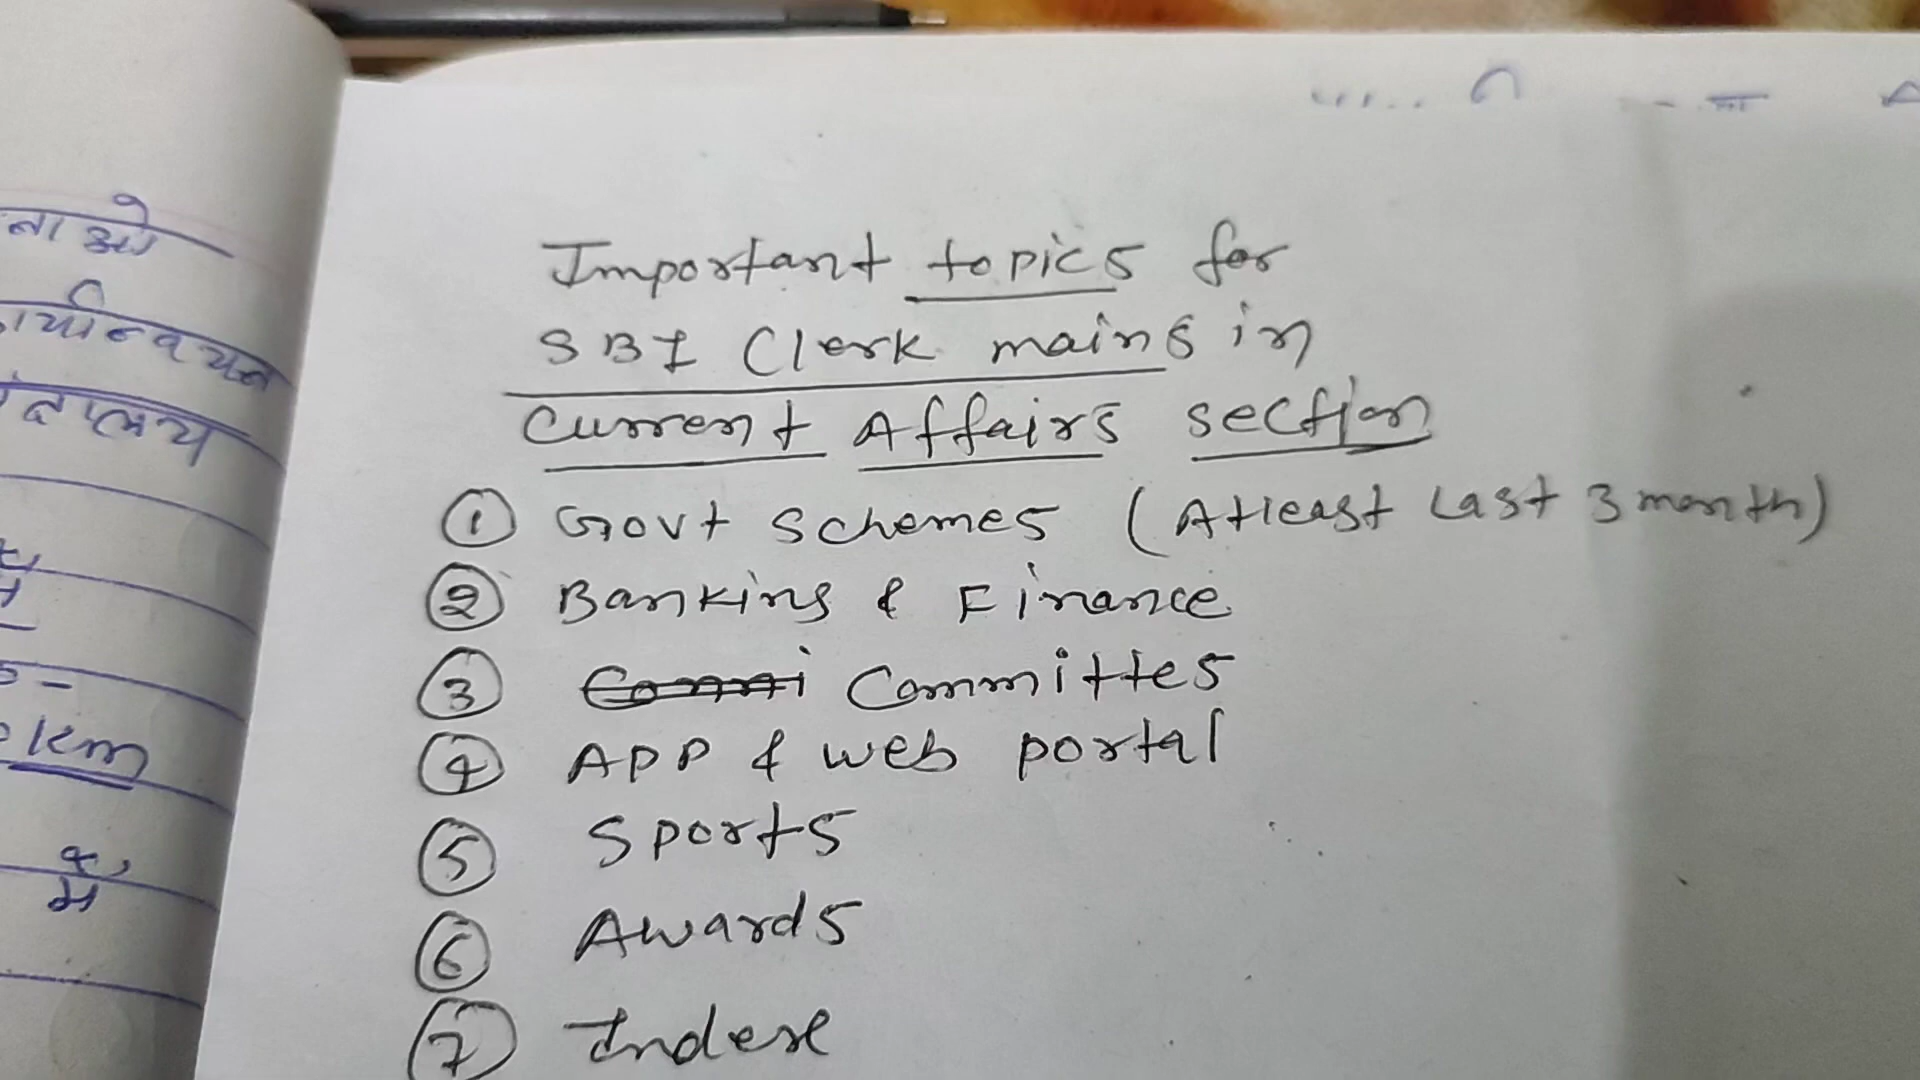 Important topics for
SBI Clerk mains in
Current Affairs section
① Govt Schemes (Atleast Last 3 month)
② Banking & Finance
③ Committes
④ APP & web portal
⑤ Sports
⑥ Awards
⑦ Index
km